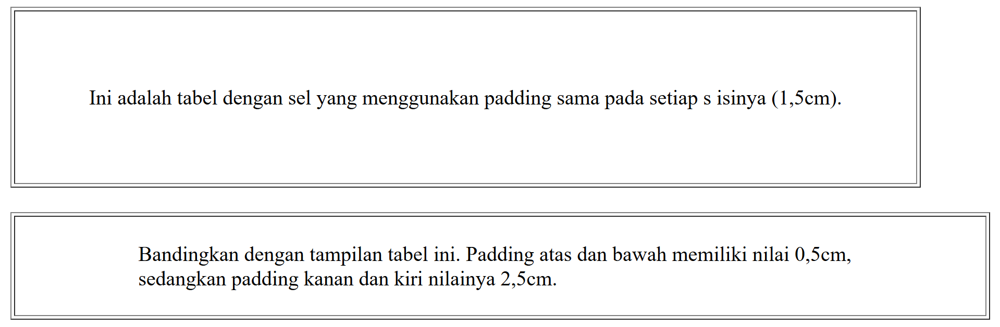 Ini adalah tabel dengan sel yang menggunakan padding sama pada setiap s isinya (1,5cm).
Bandingkan dengan tampilan tabel ini. Padding atas dan bawah memiliki nilai 0,5cm,
sedangkan padding kanan dan kiri nilainya 2,5cm.